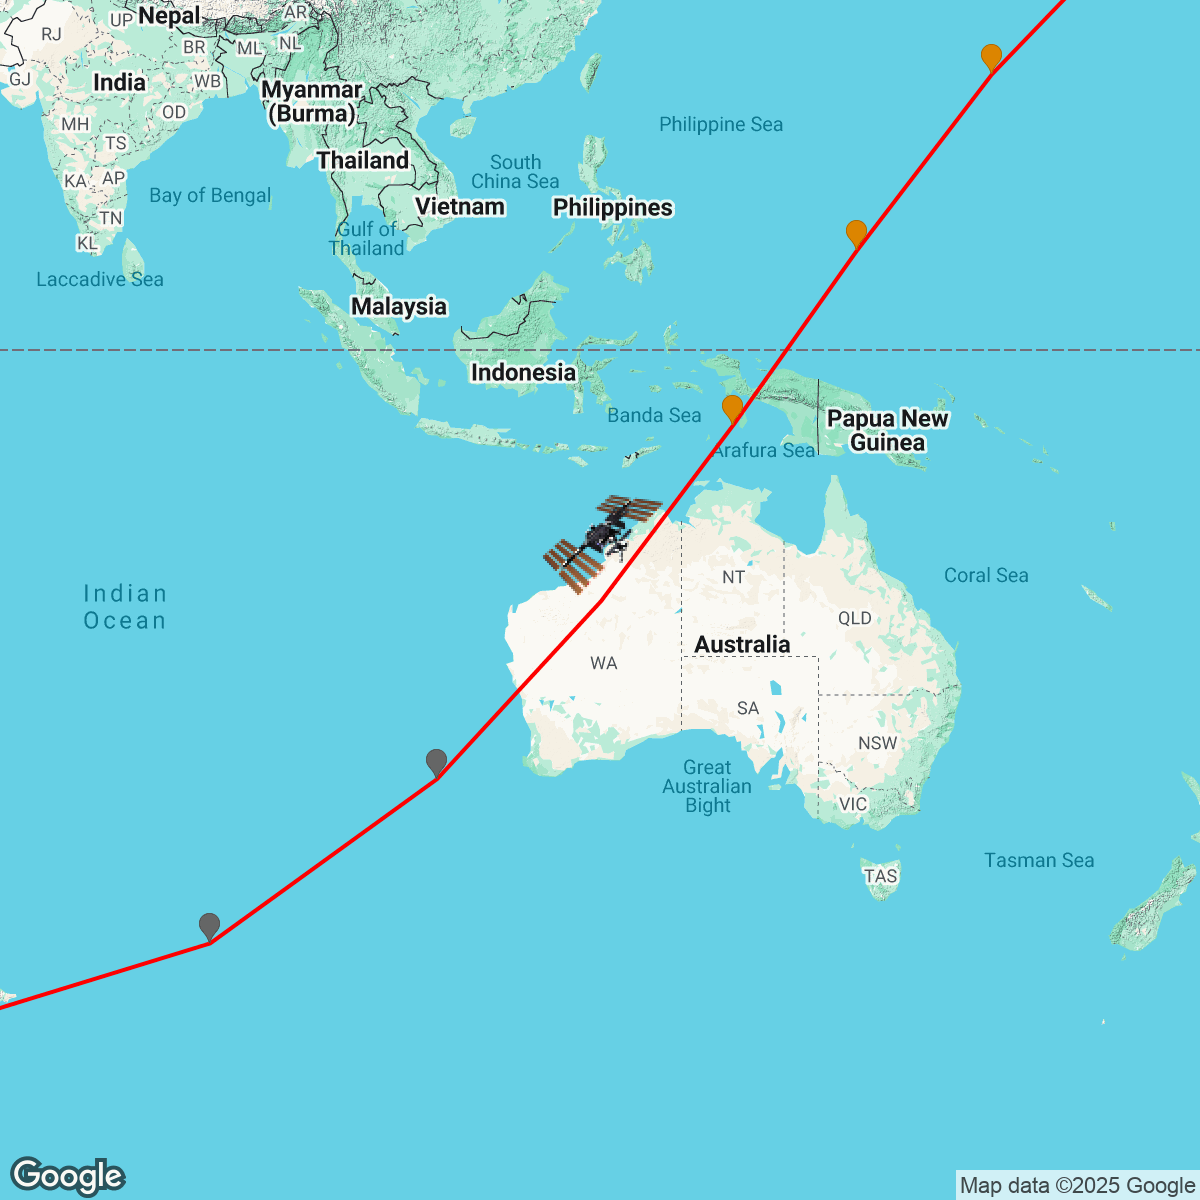 Nepal
AR
UP
RJ
BR
ML
NL
GJ
India
WB
Myanmar
(Burma)
OD
MH
TS
Philippine Sea
Thailand
South
China Sea
KA
AP
Bay of Bengal
Vietnam
Philippines
TN
Gulf of
Thailand
KL
Laccadive Sea
Malaysia
Indonesia
Banda Sea
Papua New
Guinea
Arafura Sea
Indian
Ocean
NT
Coral Sea
QLD
Australia
WA
SA
NSW
Great
Australian
Bight
VIC
Tasman Sea
TAS
Google
Map data ©2025 Google